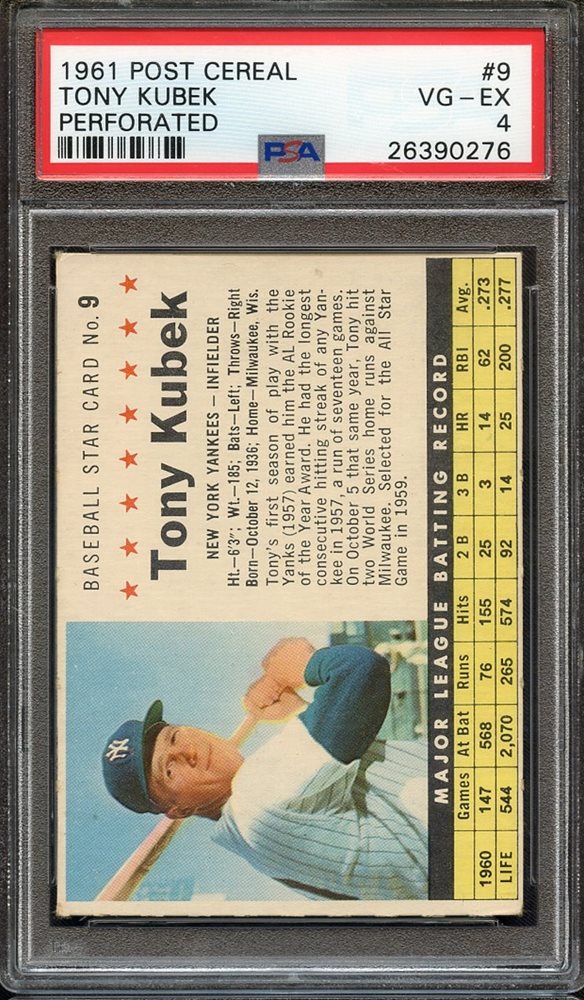 1961 POST CEREAL #9
TONY KUBEK VG-EX
PERFORATED 4
PSA 26390276
BASEBALL STAR CARD No. 9
Tony Kubek
NEW YORK YANKEES — INFIELDER
Ht.—6'3"; Wt.—185; Bats—Left; Throws—Right
Born—October 12, 1936; Home—Milwaukee, Wis.
Tony's first season of play with the
Yanks (1957) earned him the AL Rookie
of the Year Award. He had the longest
consecutive hitting streak of any Yan-
kee in 1957, a run of seventeen games.
On October 5 that same year, Tony hit
two World Series home runs against
Milwaukee. Selected for the All Star
Game in 1959.
NY
MAJOR LEAGUE BATTING RECORD
Games At Bat Runs Hits 2 B 3 B HR RBI Avg.
1960 147 568 76 155 25 3 14 62 .273
LIFE 544 2,070 265 574 92 14 25 200 .277